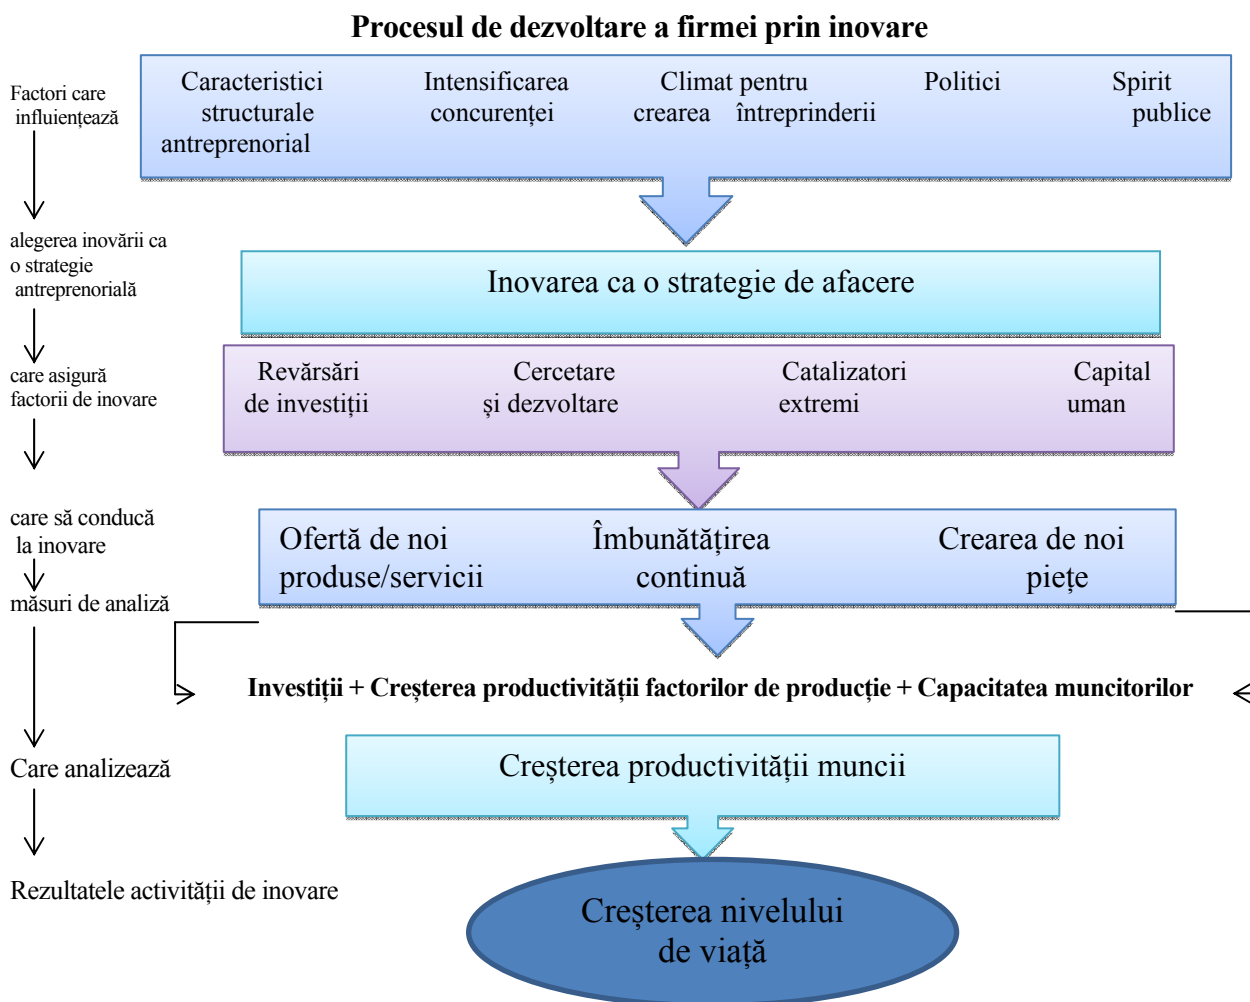 Procesul de dezvoltare a firmei prin inovare
Factori care
influiențează
Caracteristici Intensificarea Climat pentru Politici Spirit
structurale concurenței crearea întreprinderii publice
antreprenorial
alegerea inovării ca
o strategie
antreprenorială
Inovarea ca o strategie de afacere
care asigură
factorii de inovare
Revărsări Cercetare Catalizatori Capital
de investiții și dezvoltare extremi uman
care să conducă
la inovare
Ofertă de noi Îmbunătățirea Crearea de noi
produse/servicii continuă piețe
măsuri de analiză
Investiții + Creșterea productivității factorilor de producție + Capacitatea muncitorilor
Care analizează
Creșterea productivității muncii
Rezultatele activității de inovare
Creșterea nivelului
de viață